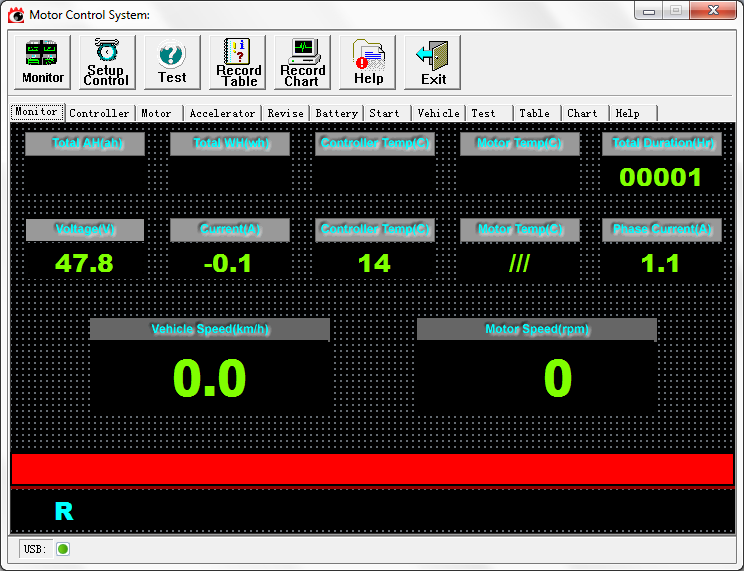 Motor Control System:
Monitor
Setup Control
Test
Record Table
Record Chart
Help
Exit
Monitor Controller Motor Accelerator Revise Battery Start Vehicle Test Table Chart Help
Total AH(ah) Total WH(wh) Controller Temp(C) Motor Temp(C) Total Duration(Hr)
00001
Voltage(V) Current(A) Controller Temp(C) Motor Temp(C) Phase Current(A)
47.8 -0.1 14 /// 1.1
Vehicle Speed(km/h) Motor Speed(rpm)
0.0 0
R
USB: